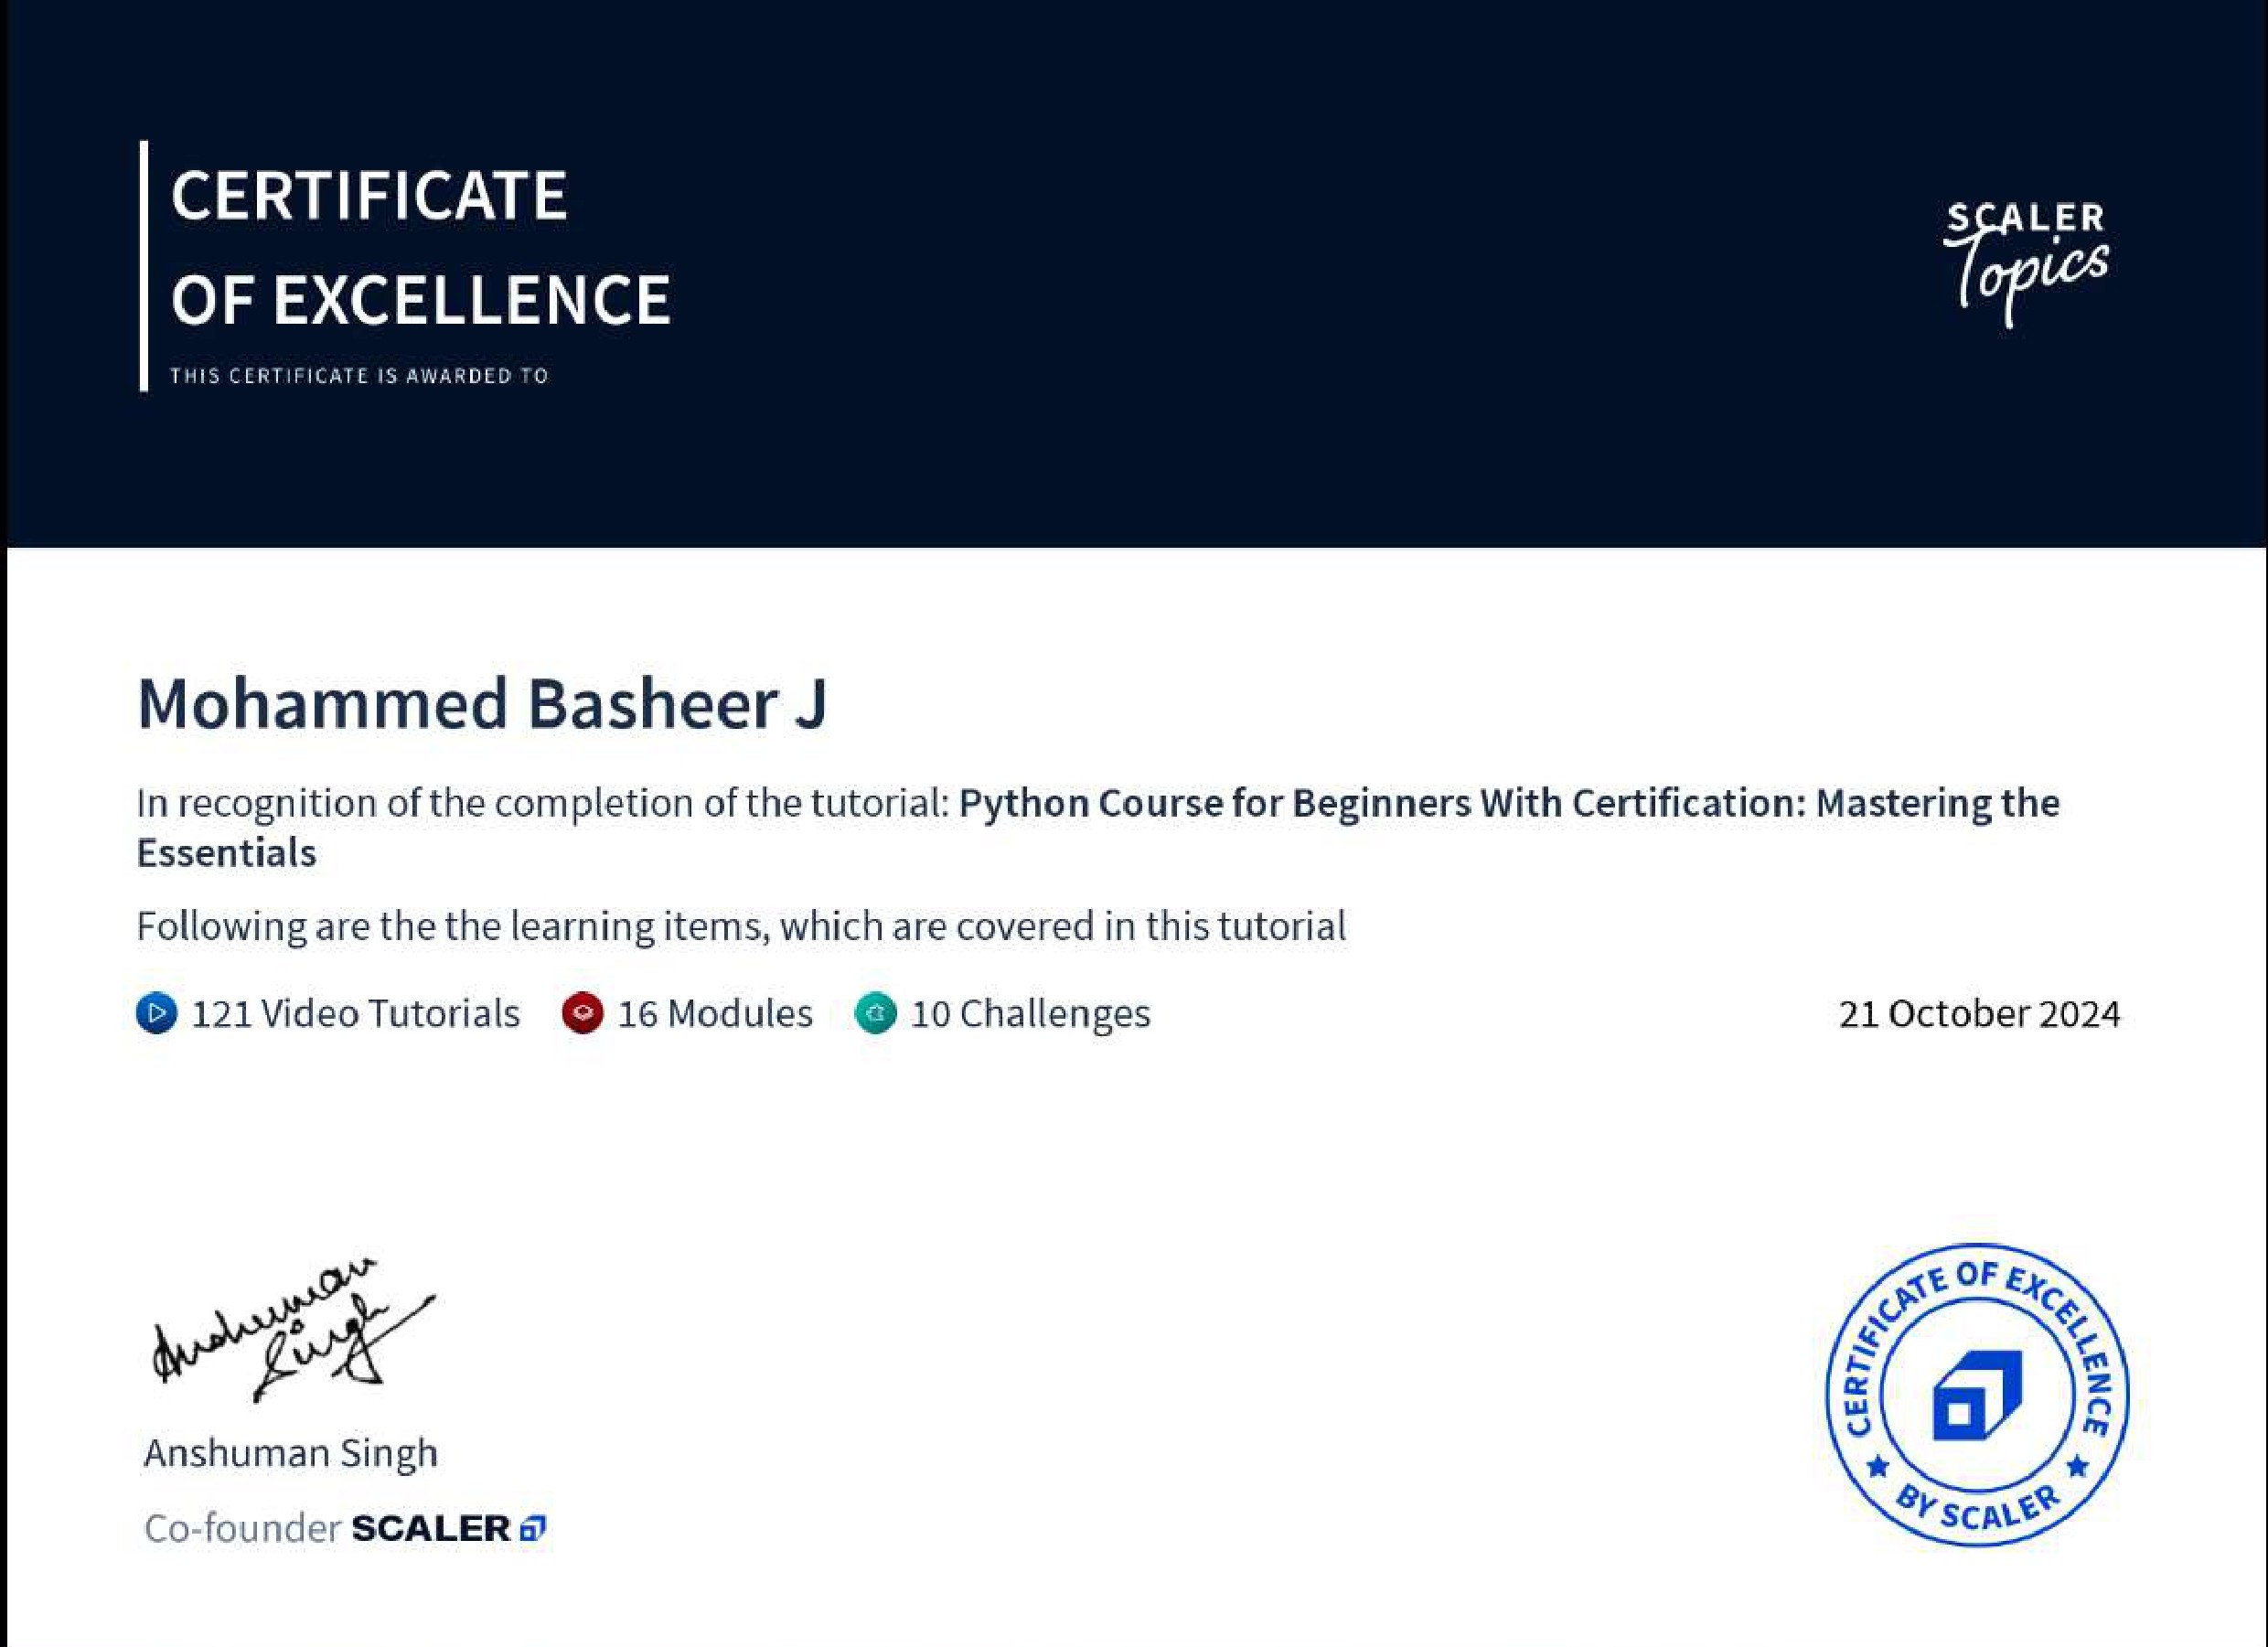 CERTIFICATE
OF EXCELLENCE
THIS CERTIFICATE IS AWARDED TO
SCALER
Topics
Mohammed Basheer J
In recognition of the completion of the tutorial: Python Course for Beginners With Certification: Mastering the
Essentials
Following are the the learning items, which are covered in this tutorial
121 Video Tutorials 16 Modules 10 Challenges
21 October 2024
Anshuman
Singh
Anshuman Singh
Co-founder SCALER
CERTIFICATE OF EXCELLENCE
BY SCALER